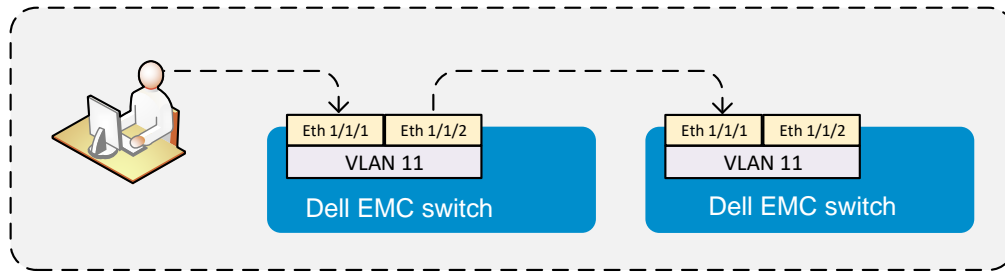 Eth 1/1/1 Eth 1/1/2
VLAN 11
Dell EMC switch
Eth 1/1/1 Eth 1/1/2
VLAN 11
Dell EMC switch